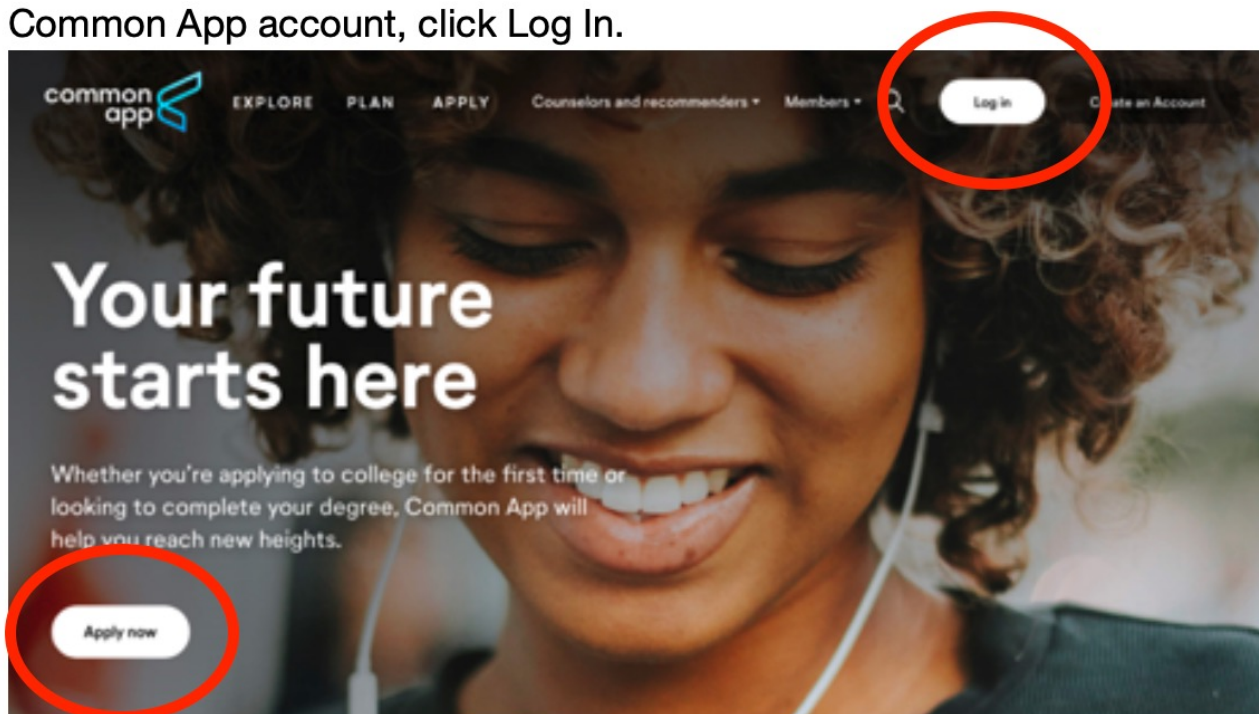 Common App account, click Log In.
common app
EXPLORE PLAN APPLY Counselors and recommenders Members Log in Create an Account
Your future
starts here
Whether you're applying to college for the first time or
looking to complete your degree, Common App will
help you reach new heights.
Apply now